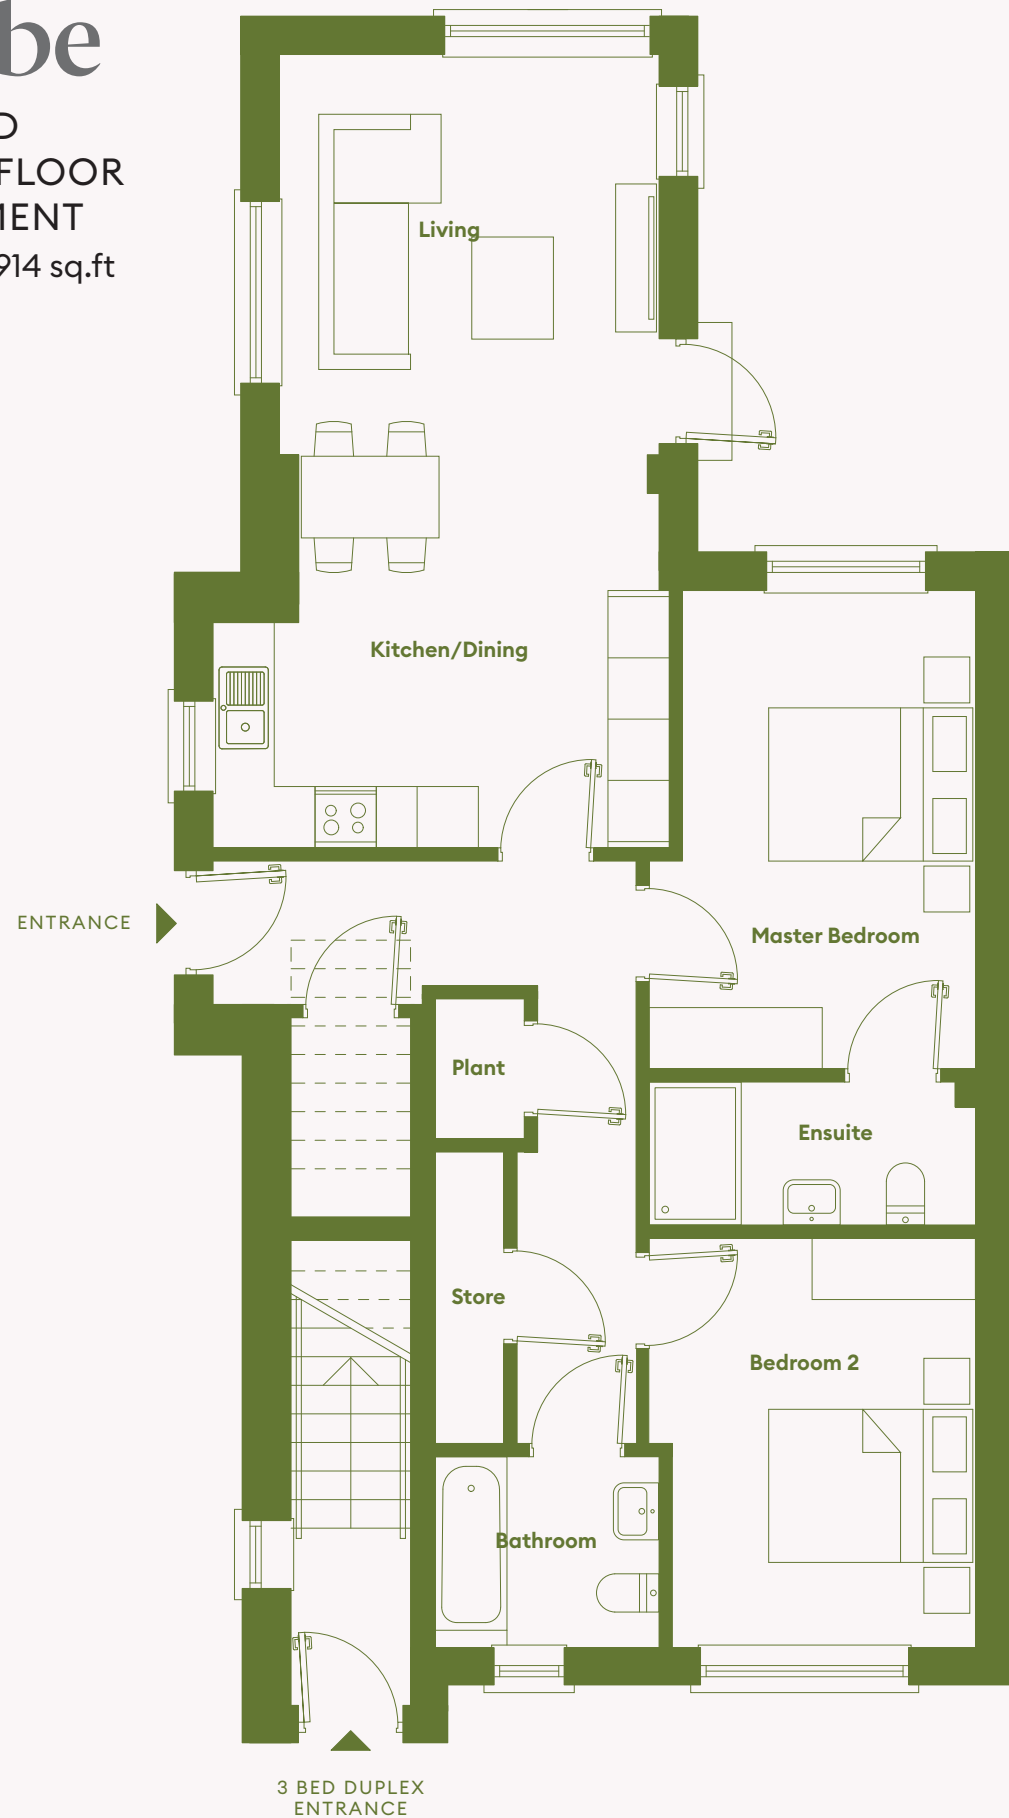 be
D
FLOOR
MENT
914 sq.ft
Living
Kitchen/Dining
ENTRANCE
Master Bedroom
Plant
Ensuite
Store
Bedroom 2
Bathroom
3 BED DUPLEX
ENTRANCE